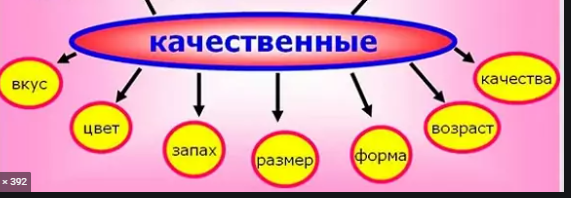 качественные
вкус
цвет
запах
размер
форма
возраст
качества
× 392